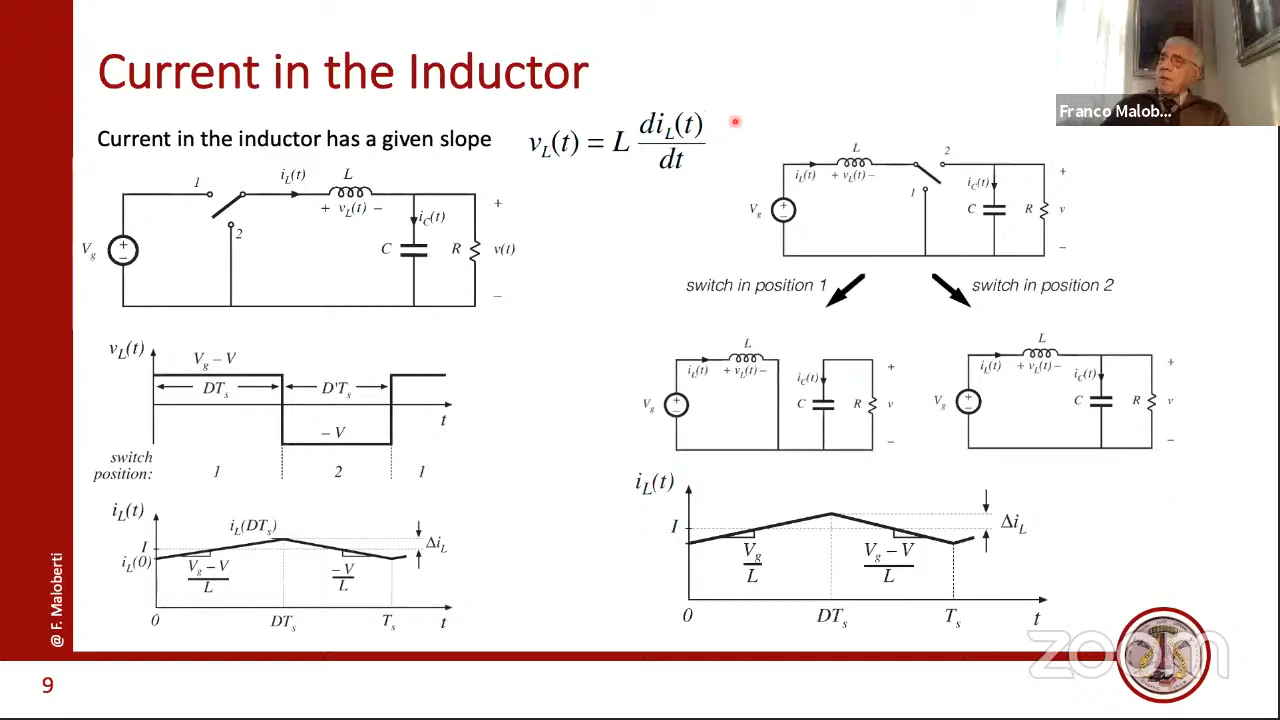 Current in the Inductor
Franco Malob...
Current in the inductor has a given slope
v_L(t) = L di_L(t)/dt
1
i_L(t)
L
+ v_L(t) −
2
V_g
+
−
i_C(t)
C
R
+
v(t)
−
L
2
i_L(t)
+ v_L(t) −
1
V_g
+
−
i_C(t)
C
R
+
v
−
switch in position 1
switch in position 2
L
i_L(t)
+ v_L(t) −
V_g
+
−
i_C(t)
C
R
+
v
−
L
i_L(t)
+ v_L(t) −
V_g
+
−
i_C(t)
C
R
+
v
−
v_L(t)
V_g − V
DT_s
D'T_s
t
− V
switch
position:
1
2
1
i_L(t)
i_L(DT_s)
I
i_L(0)
Δi_L
V_g − V
L
−V
L
0
DT_s
T_s
t
i_L(t)
I
Δi_L
V_g
L
V_g − V
L
0
DT_s
T_s
t
@ F. Maloberti
zoom
9